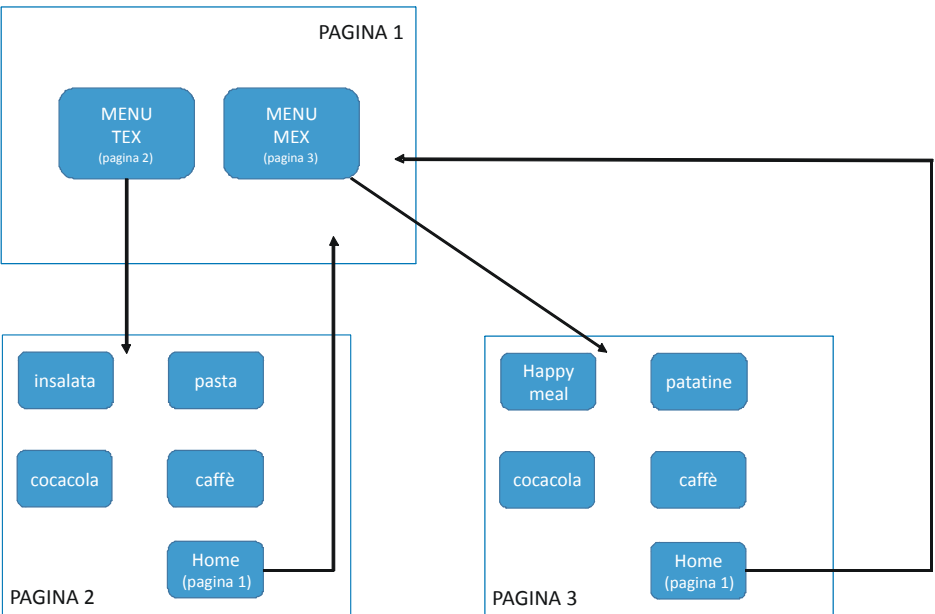 PAGINA 1
MENU
TEX
(pagina 2)
MENU
MEX
(pagina 3)
insalata
pasta
cocacola
caffè
Home
(pagina 1)
PAGINA 2
Happy
meal
patatine
cocacola
caffè
Home
(pagina 1)
PAGINA 3